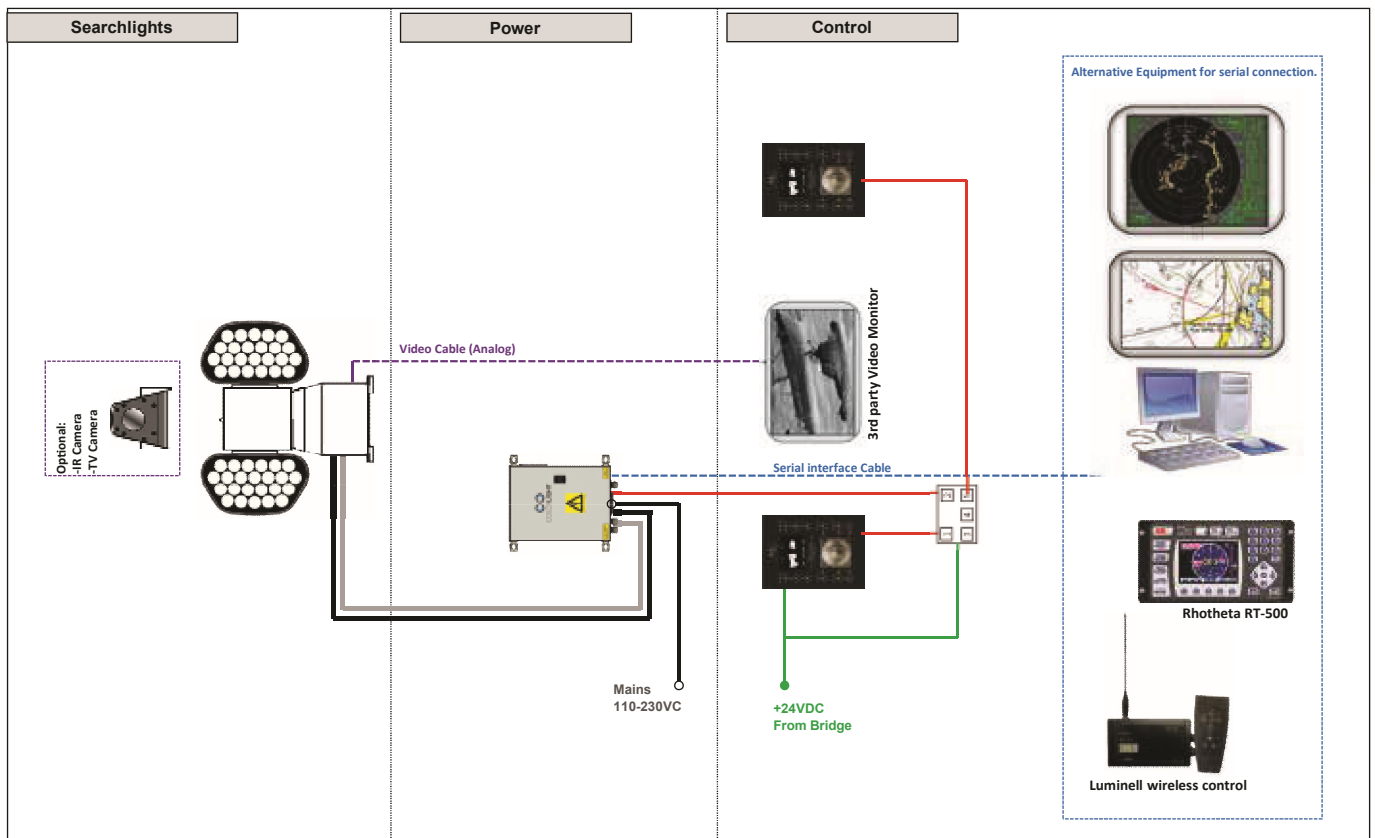 Searchlights
Power
Control
Alternative Equipment for serial connection.
Video Cable (Analog)
3rd party Video Monitor
Optional:
-IR Camera
-TV Camera
Serial interface Cable
Rhotheta RT-500
Mains
110-230VC
+24VDC
From Bridge
Luminell wireless control